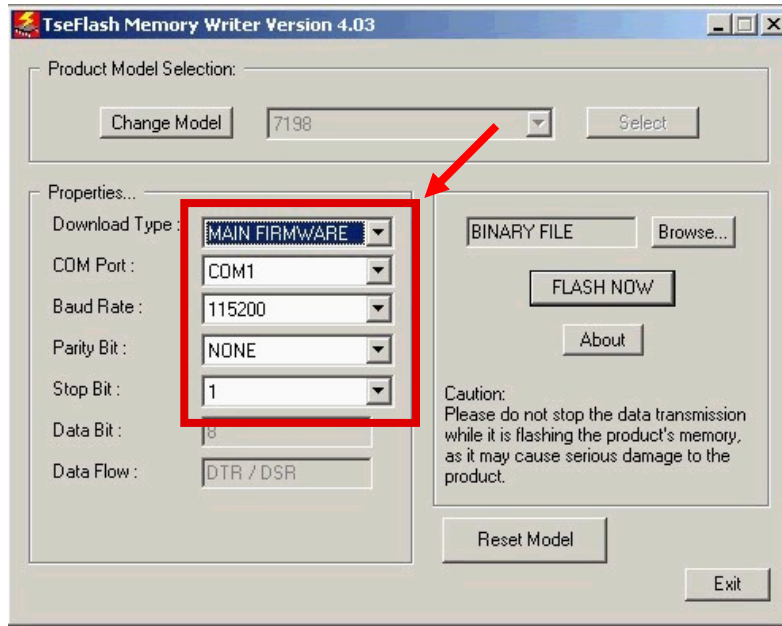 TseFlash Memory Writer Version 4.03
Product Model Selection:
Change Model
7198
Select
Properties...
Download Type :
MAIN FIRMWARE
COM Port :
COM1
Baud Rate :
115200
Parity Bit :
NONE
Stop Bit :
1
Data Bit :
8
Data Flow :
DTR / DSR
BINARY FILE
Browse...
FLASH NOW
About
Caution:
Please do not stop the data transmission
while it is flashing the product's memory,
as it may cause serious damage to the
product.
Reset Model
Exit